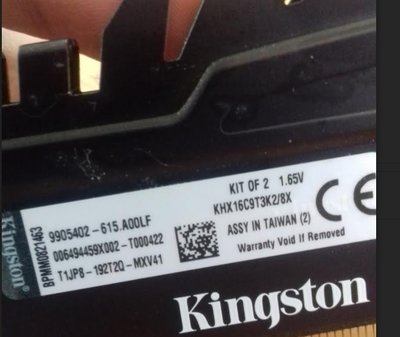 Kingston
BPMM0821463
9905402-615.A00LF
006494459X002-T000422
T1JP8-192T2Q-MXV41
KIT OF 2 1.65V
KHX16C9T3K2/8X
ASSY IN TAIWAN (2)
Warranty Void If Removed
CE
Kingston